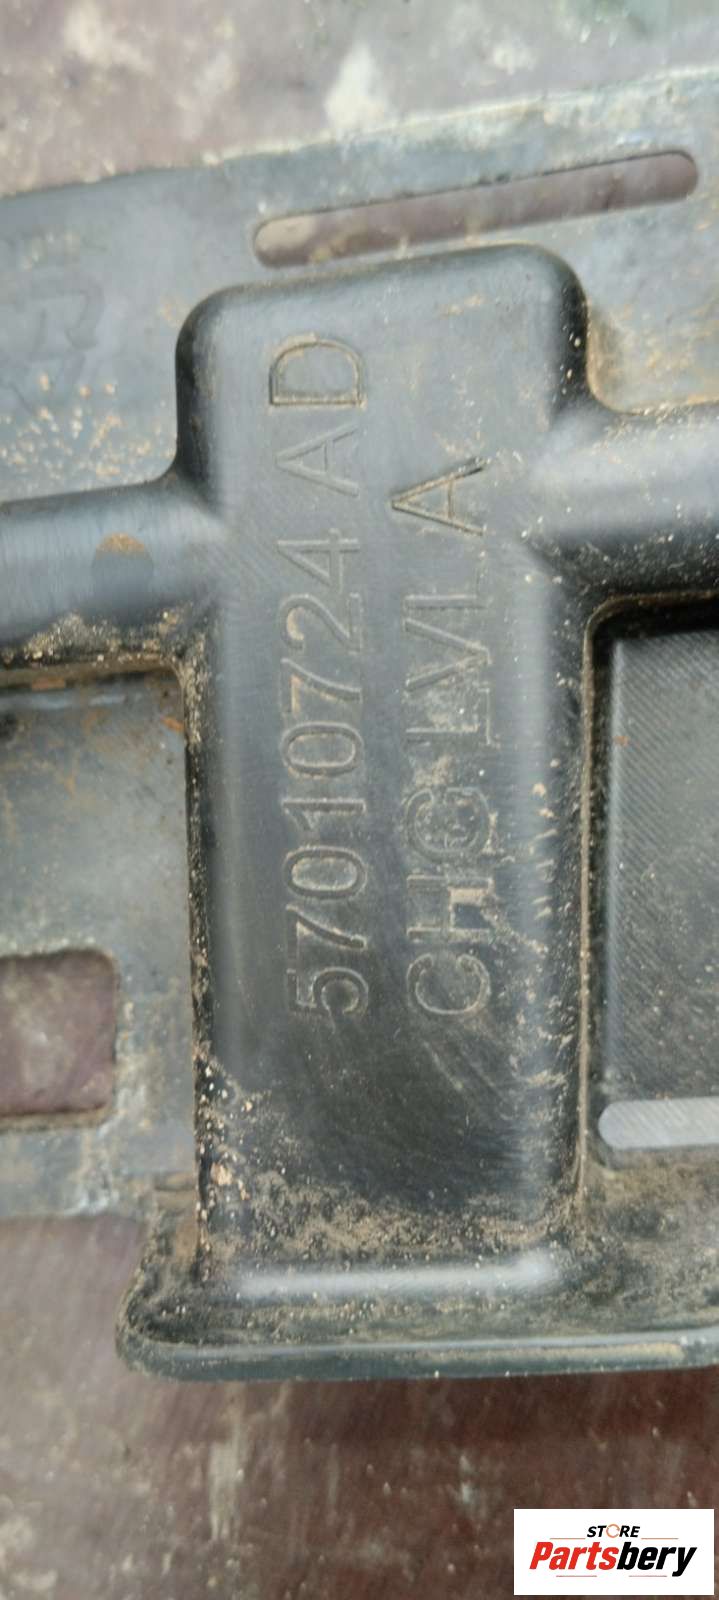 57010724 AD
CHG LVLA
STORE
Partsbery